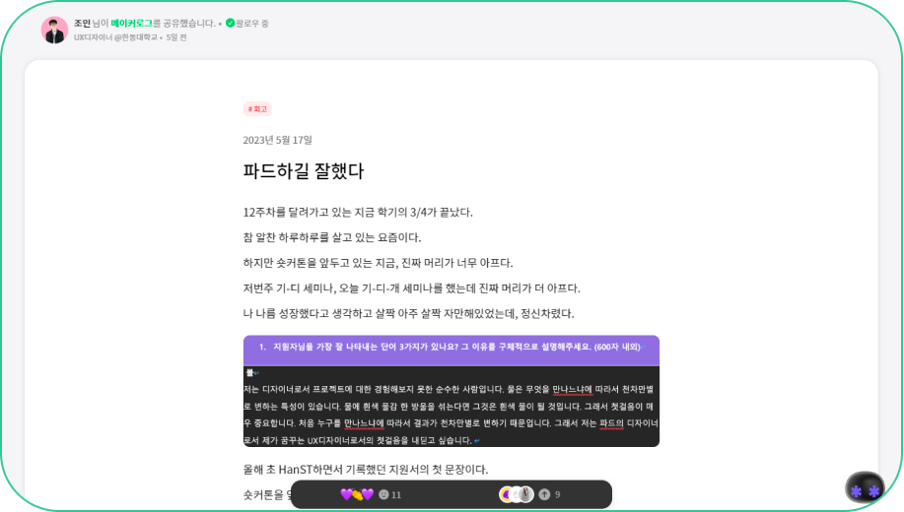 조민 님이 메이커로그를 공유했습니다. • 팔로우 중
UX디자이너 @한동대학교 • 5일 전
# 회고
2023년 5월 17일
파드하길 잘했다
12주차를 달려가고 있는 지금 학기의 3/4가 끝났다.
참 알찬 하루하루를 살고 있는 요즘이다.
하지만 숏커톤을 앞두고 있는 지금, 진짜 머리가 너무 아프다.
저번주 기-디 세미나, 오늘 기-디-개 세미나를 했는데 진짜 머리가 더 아프다.
나 나름 성장했다고 생각하고 살짝 아주 살짝 자만해있었는데, 정신차렸다.
1. 지원자님을 가장 잘 나타내는 단어 3가지가 있나요? 그 이유를 구체적으로 설명해주세요. (600자 내외)
물
저는 디자이너로서 프로젝트에 대한 경험해보지 못한 순수한 사람입니다. 물은 무엇을 만나느냐에 따라서 천차만별
로 변하는 특성이 있습니다. 물에 흰색 물감 한 방울을 섞는다면 그것은 흰색 물이 될 것입니다. 그래서 첫걸음이 매
우 중요합니다. 처음 누구를 만나느냐에 따라서 결과가 천차만별로 변하기 때문입니다. 그래서 저는 파드의 디자이너
로서 제가 꿈꾸는 UX디자이너로서의 첫걸음을 내딛고 싶습니다.
올해 초 HanST하면서 기록했던 지원서의 첫 문장이다.
숏커톤을
11
9